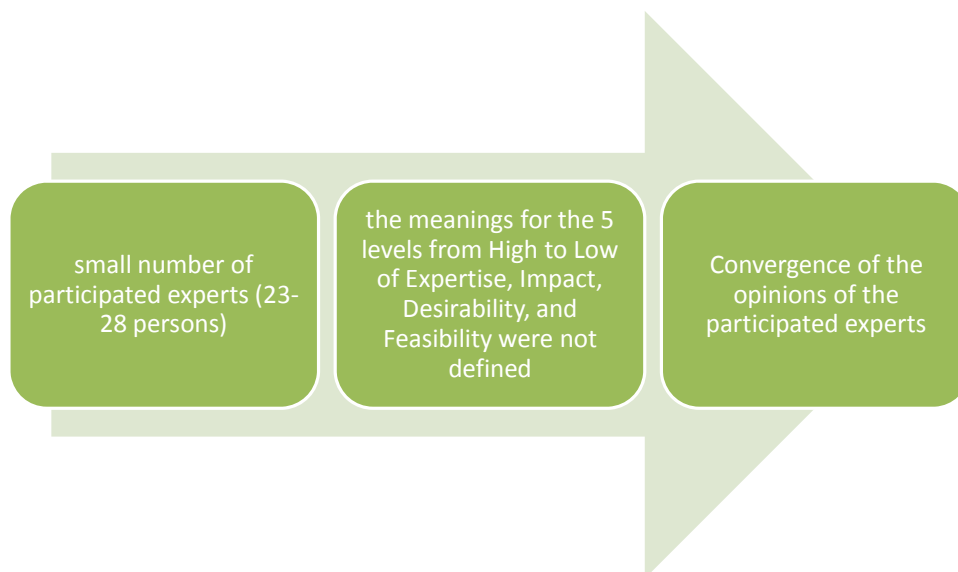 small number of
participated experts (23-
28 persons)
the meanings for the 5
levels from High to Low
of Expertise, Impact,
Desirability, and
Feasibility were not
defined
Convergence of the
opinions of the
participated experts